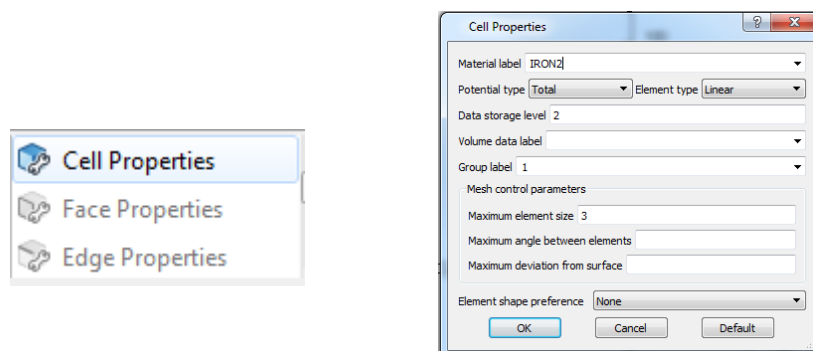 Cell Properties
Face Properties
Edge Properties
Cell Properties
Material label IRON2
Potential type Total Element type Linear
Data storage level 2
Volume data label
Group label 1
Mesh control parameters
Maximum element size 3
Maximum angle between elements
Maximum deviation from surface
Element shape preference None
OK Cancel Default